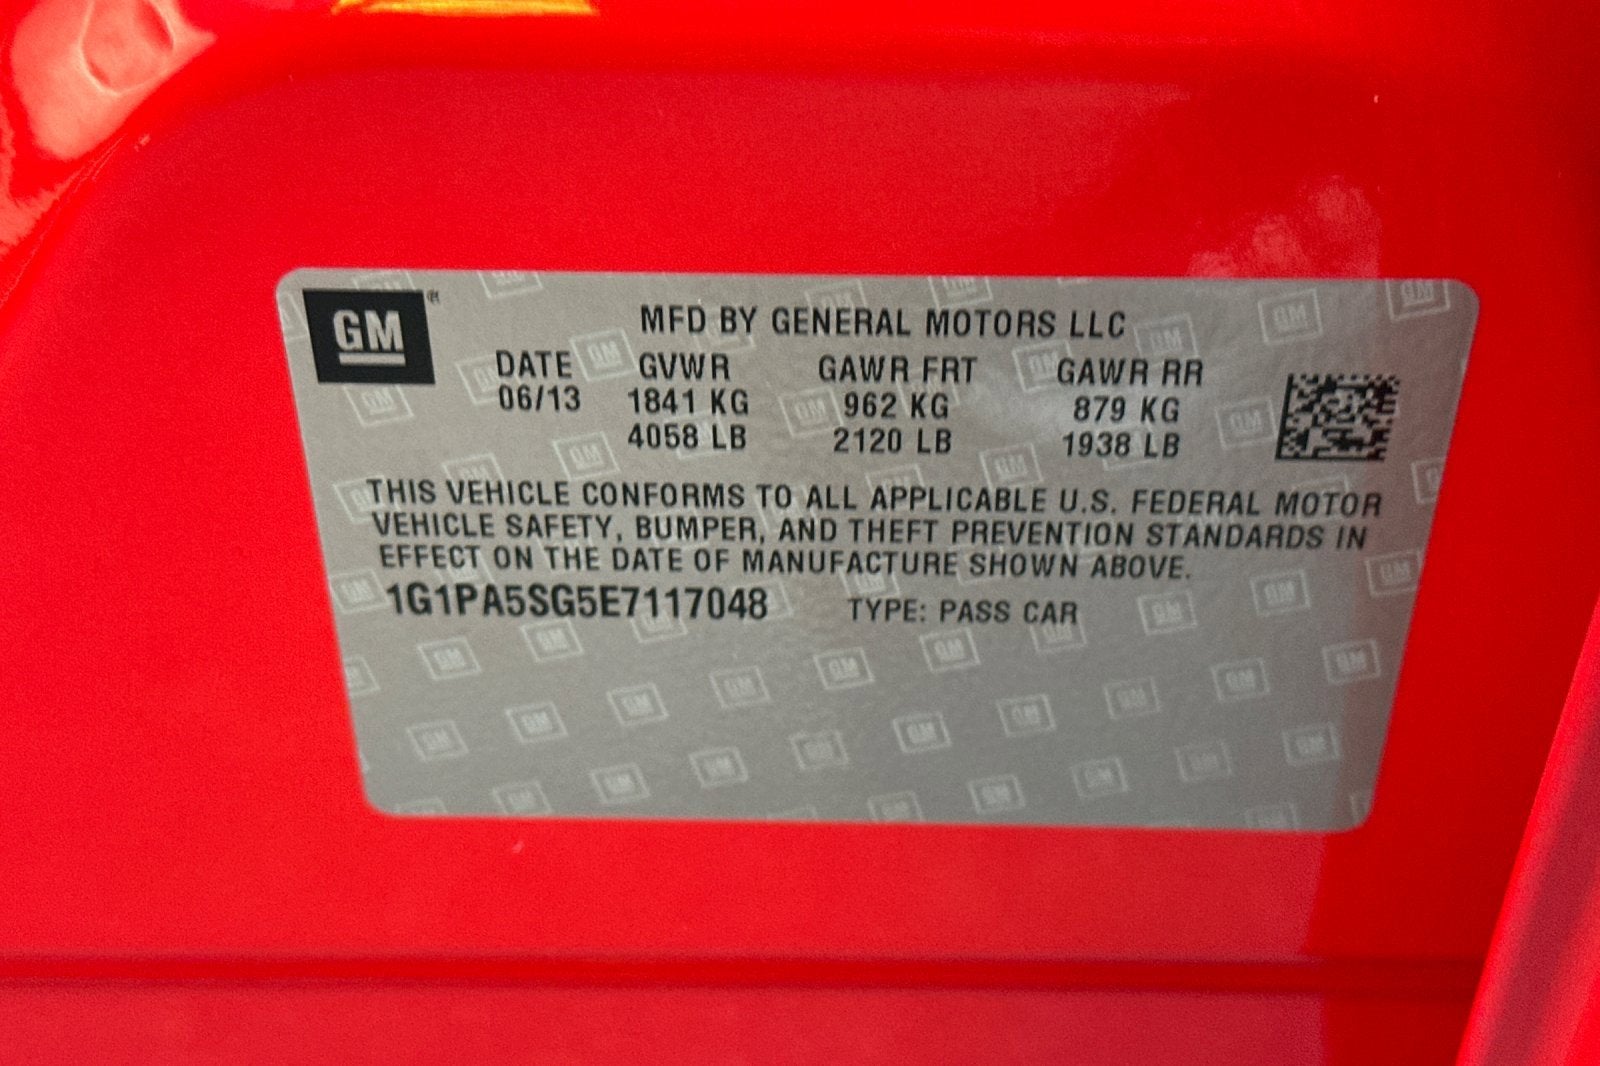 GM®
MFD BY GENERAL MOTORS LLC
DATE GVWR GAWR FRT GAWR RR
06/13 1841 KG 962 KG 879 KG
4058 LB 2120 LB 1938 LB
THIS VEHICLE CONFORMS TO ALL APPLICABLE U.S. FEDERAL MOTOR
VEHICLE SAFETY, BUMPER, AND THEFT PREVENTION STANDARDS IN
EFFECT ON THE DATE OF MANUFACTURE SHOWN ABOVE.
1G1PA5SG5E7117048 TYPE: PASS CAR